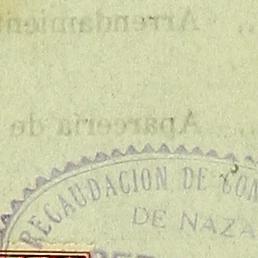 Arrendamient
Aparcería de
RECAUDACION DE CON
DE NAZA